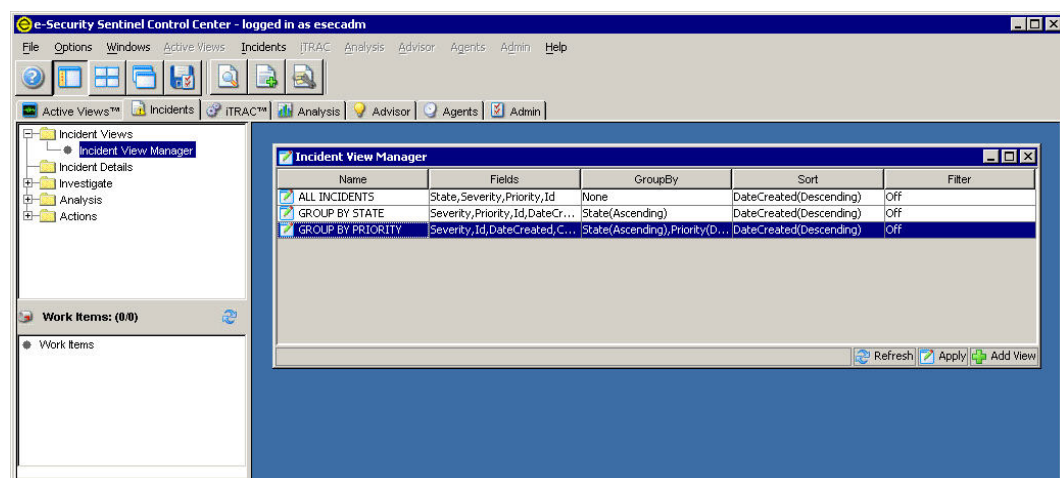 e-Security Sentinel Control Center - logged in as esecadm
File Options Windows Active Views Incidents iTRAC Analysis Advisor Agents Admin Help
Active Views™ Incidents iTRAC™ Analysis Advisor Agents Admin
Incident Views
Incident View Manager
Incident Details
Investigate
Analysis
Actions
Work Items: (0/0)
Work Items
Incident View Manager
Name Fields GroupBy Sort Filter
ALL INCIDENTS State,Severity,Priority,Id None DateCreated(Descending) Off
GROUP BY STATE Severity,Priority,Id,DateCr... State(Ascending) DateCreated(Descending) Off
GROUP BY PRIORITY Severity,Id,DateCreated,C... State(Ascending),Priority(D... DateCreated(Descending) Off
Refresh Apply Add View